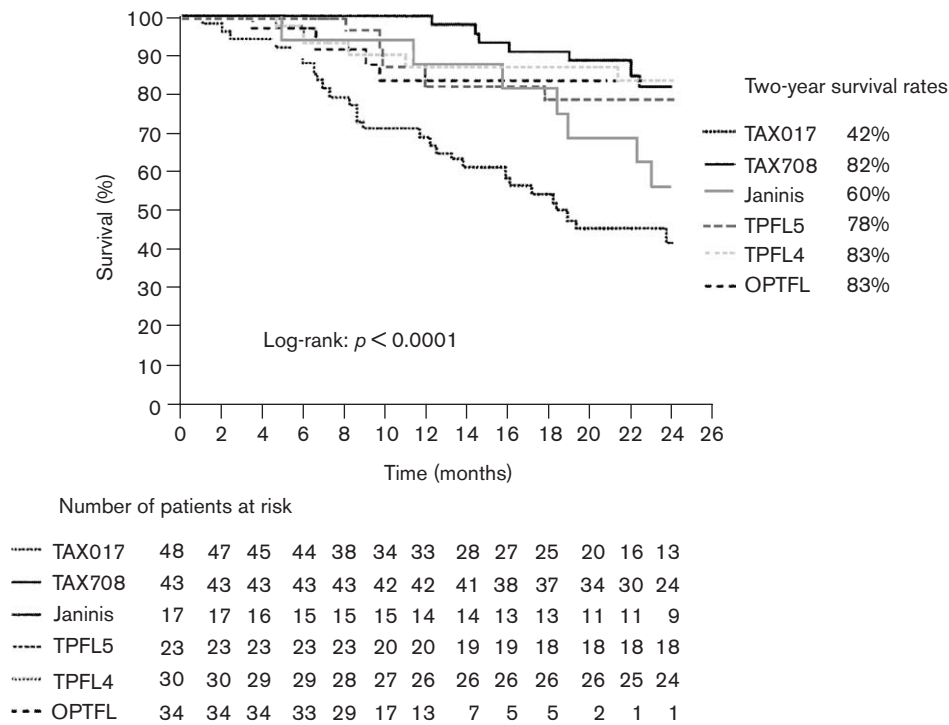 100
90
80
70
60
50
40
30
20
10
0
Survival (%)
Log-rank: p < 0.0001
0 2 4 6 8 10 12 14 16 18 20 22 24 26
Time (months)
Two-year survival rates
TAX017 42%
TAX708 82%
Janinis 60%
TPFL5 78%
TPFL4 83%
OPTFL 83%
Number of patients at risk
TAX017 48 47 45 44 38 34 33 28 27 25 20 16 13
TAX708 43 43 43 43 43 42 42 41 38 37 34 30 24
Janinis 17 17 16 15 15 15 14 14 13 13 11 11 9
TPFL5 23 23 23 23 23 20 20 19 19 18 18 18 18
TPFL4 30 30 29 29 28 27 26 26 26 26 26 25 24
OPTFL 34 34 34 33 29 17 13 7 5 5 2 1 1